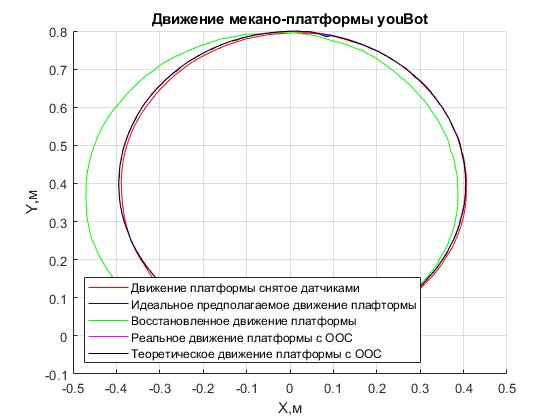 Движение мекано-платформы youBot
0.8
0.7
0.6
0.5
0.4
0.3
0.2
0.1
0
-0.1
Y,м
Движение платформы снятое датчиками
Идеальное предполагаемое движение плафтормы
Восстановленное движение платформы
Реальное движение платформы с ООС
Теоретическое движение платформы с ООС
-0.5 -0.4 -0.3 -0.2 -0.1 0 0.1 0.2 0.3 0.4 0.5
X,м